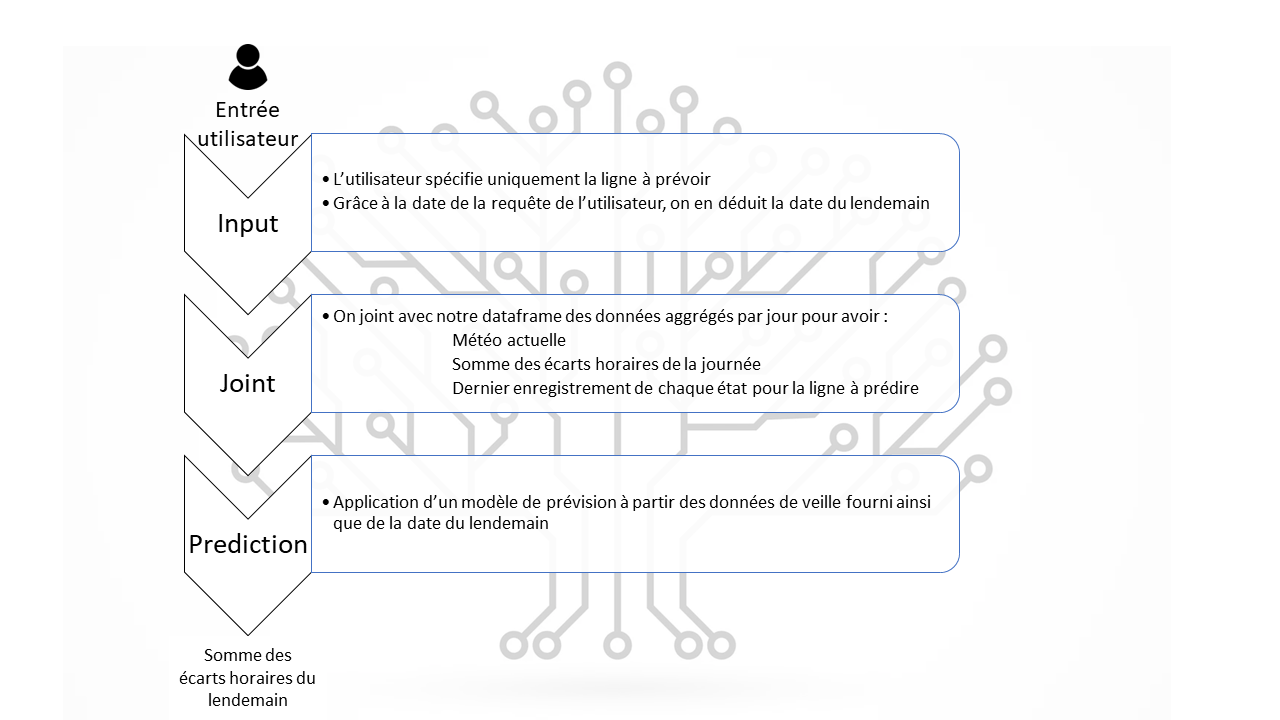 Entrée
utilisateur
Input
• L’utilisateur spécifie uniquement la ligne à prévoir
• Grâce à la date de la requête de l’utilisateur, on en déduit la date du lendemain
Joint
• On joint avec notre dataframe des données aggrégés par jour pour avoir :
Météo actuelle
Somme des écarts horaires de la journée
Dernier enregistrement de chaque état pour la ligne à prédire
Prediction
• Application d’un modèle de prévision à partir des données de veille fourni ainsi
que de la date du lendemain
Somme des
écarts horaires du
lendemain